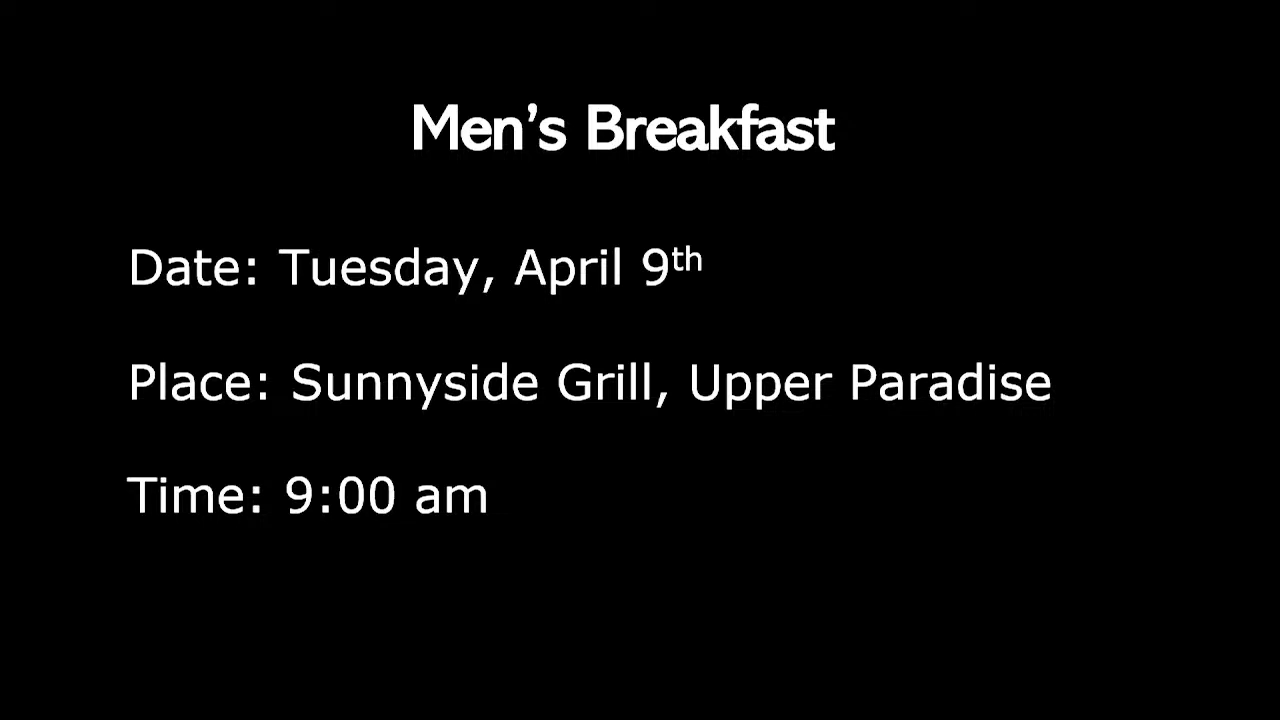 Men’s Breakfast
Date: Tuesday, April 9th
Place: Sunnyside Grill, Upper Paradise
Time: 9:00 am